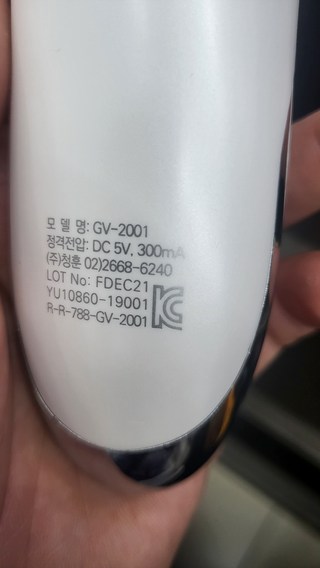 모 델 명: GV-2001
정격전압: DC 5V, 300mA
(주)청훈 02)2668-6240
LOT No: FDEC21
YU10860-19001
R-R-788-GV-2001